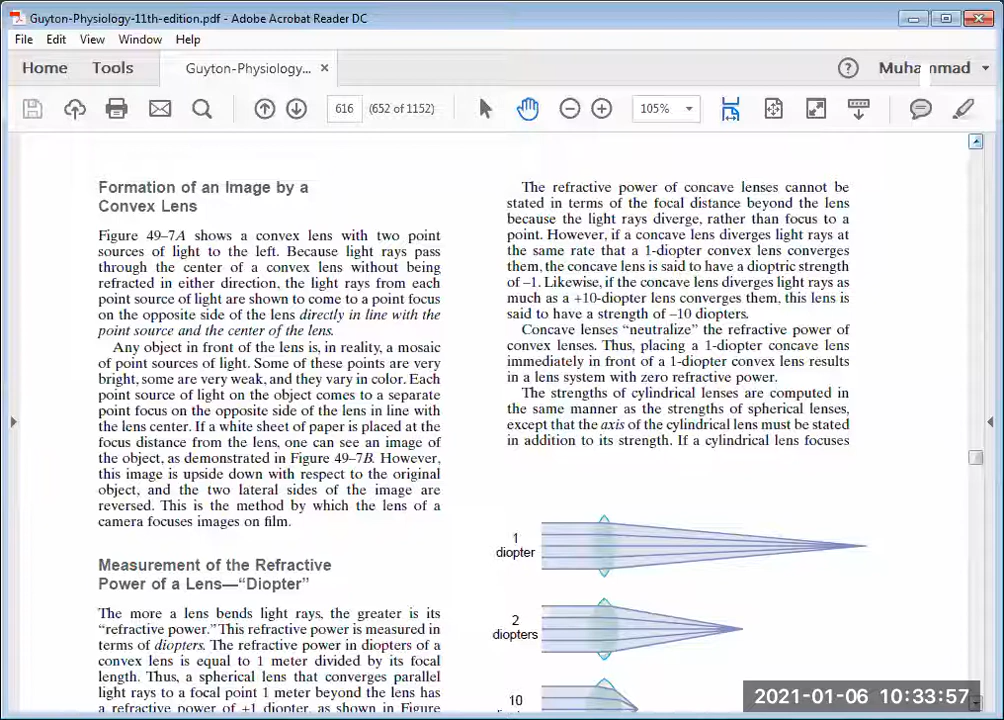 Guyton-Physiology-11th-edition.pdf - Adobe Acrobat Reader DC
File Edit View Window Help
Home Tools Guyton-Physiology... × ? Muhammad
616 (652 of 1152) 105%
Formation of an Image by a
Convex Lens
Figure 49–7A shows a convex lens with two point
sources of light to the left. Because light rays pass
through the center of a convex lens without being
refracted in either direction, the light rays from each
point source of light are shown to come to a point focus
on the opposite side of the lens directly in line with the
point source and the center of the lens.
Any object in front of the lens is, in reality, a mosaic
of point sources of light. Some of these points are very
bright, some are very weak, and they vary in color. Each
point source of light on the object comes to a separate
point focus on the opposite side of the lens in line with
the lens center. If a white sheet of paper is placed at the
focus distance from the lens, one can see an image of
the object, as demonstrated in Figure 49–7B. However,
this image is upside down with respect to the original
object, and the two lateral sides of the image are
reversed. This is the method by which the lens of a
camera focuses images on film.
Measurement of the Refractive
Power of a Lens—“Diopter”
The more a lens bends light rays, the greater is its
“refractive power.” This refractive power is measured in
terms of diopters. The refractive power in diopters of a
convex lens is equal to 1 meter divided by its focal
length. Thus, a spherical lens that converges parallel
light rays to a focal point 1 meter beyond the lens has
a refractive power of +1 diopter, as shown in Figure
The refractive power of concave lenses cannot be
stated in terms of the focal distance beyond the lens
because the light rays diverge, rather than focus to a
point. However, if a concave lens diverges light rays at
the same rate that a 1-diopter convex lens converges
them, the concave lens is said to have a dioptric strength
of –1. Likewise, if the concave lens diverges light rays as
much as a +10-diopter lens converges them, this lens is
said to have a strength of –10 diopters.
Concave lenses “neutralize” the refractive power of
convex lenses. Thus, placing a 1-diopter concave lens
immediately in front of a 1-diopter convex lens results
in a lens system with zero refractive power.
The strengths of cylindrical lenses are computed in
the same manner as the strengths of spherical lenses,
except that the axis of the cylindrical lens must be stated
in addition to its strength. If a cylindrical lens focuses
1
diopter
2
diopters
10
2021-01-06 10:33:57